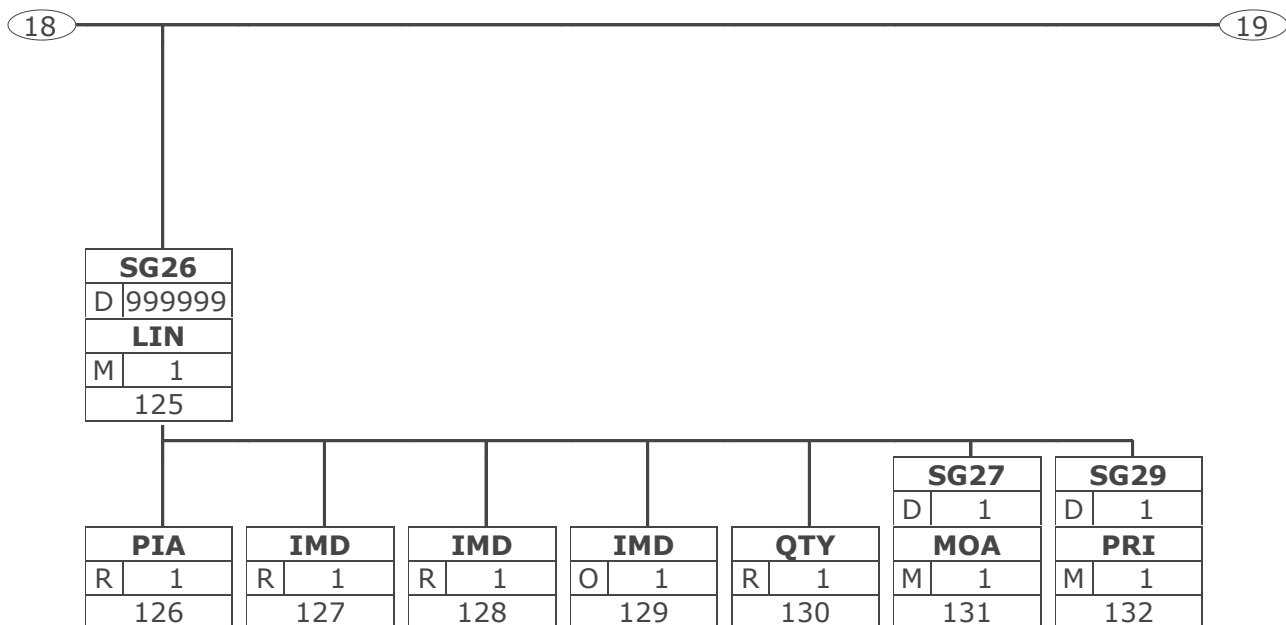 18 19
SG26
D 999999
LIN
M 1
125
SG27 SG29
D 1 D 1
PIA IMD IMD IMD QTY MOA PRI
R 1 R 1 R 1 O 1 R 1 M 1 M 1
126 127 128 129 130 131 132